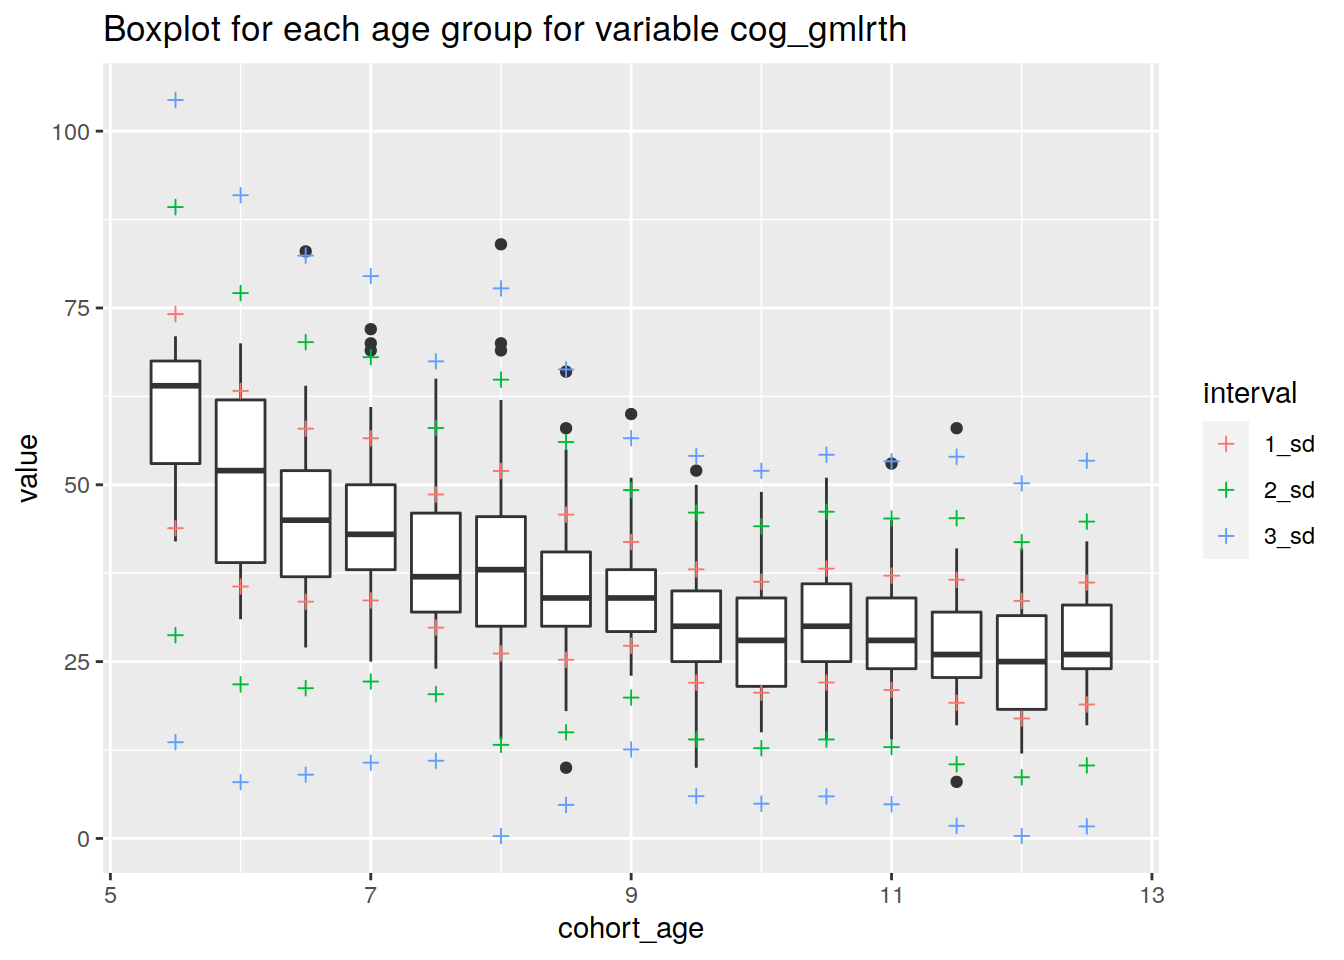 Boxplot for each age group for variable cog_gmlrth
100
75
50
25
0
value
5
7
9
11
13
cohort_age
interval
1_sd
2_sd
3_sd